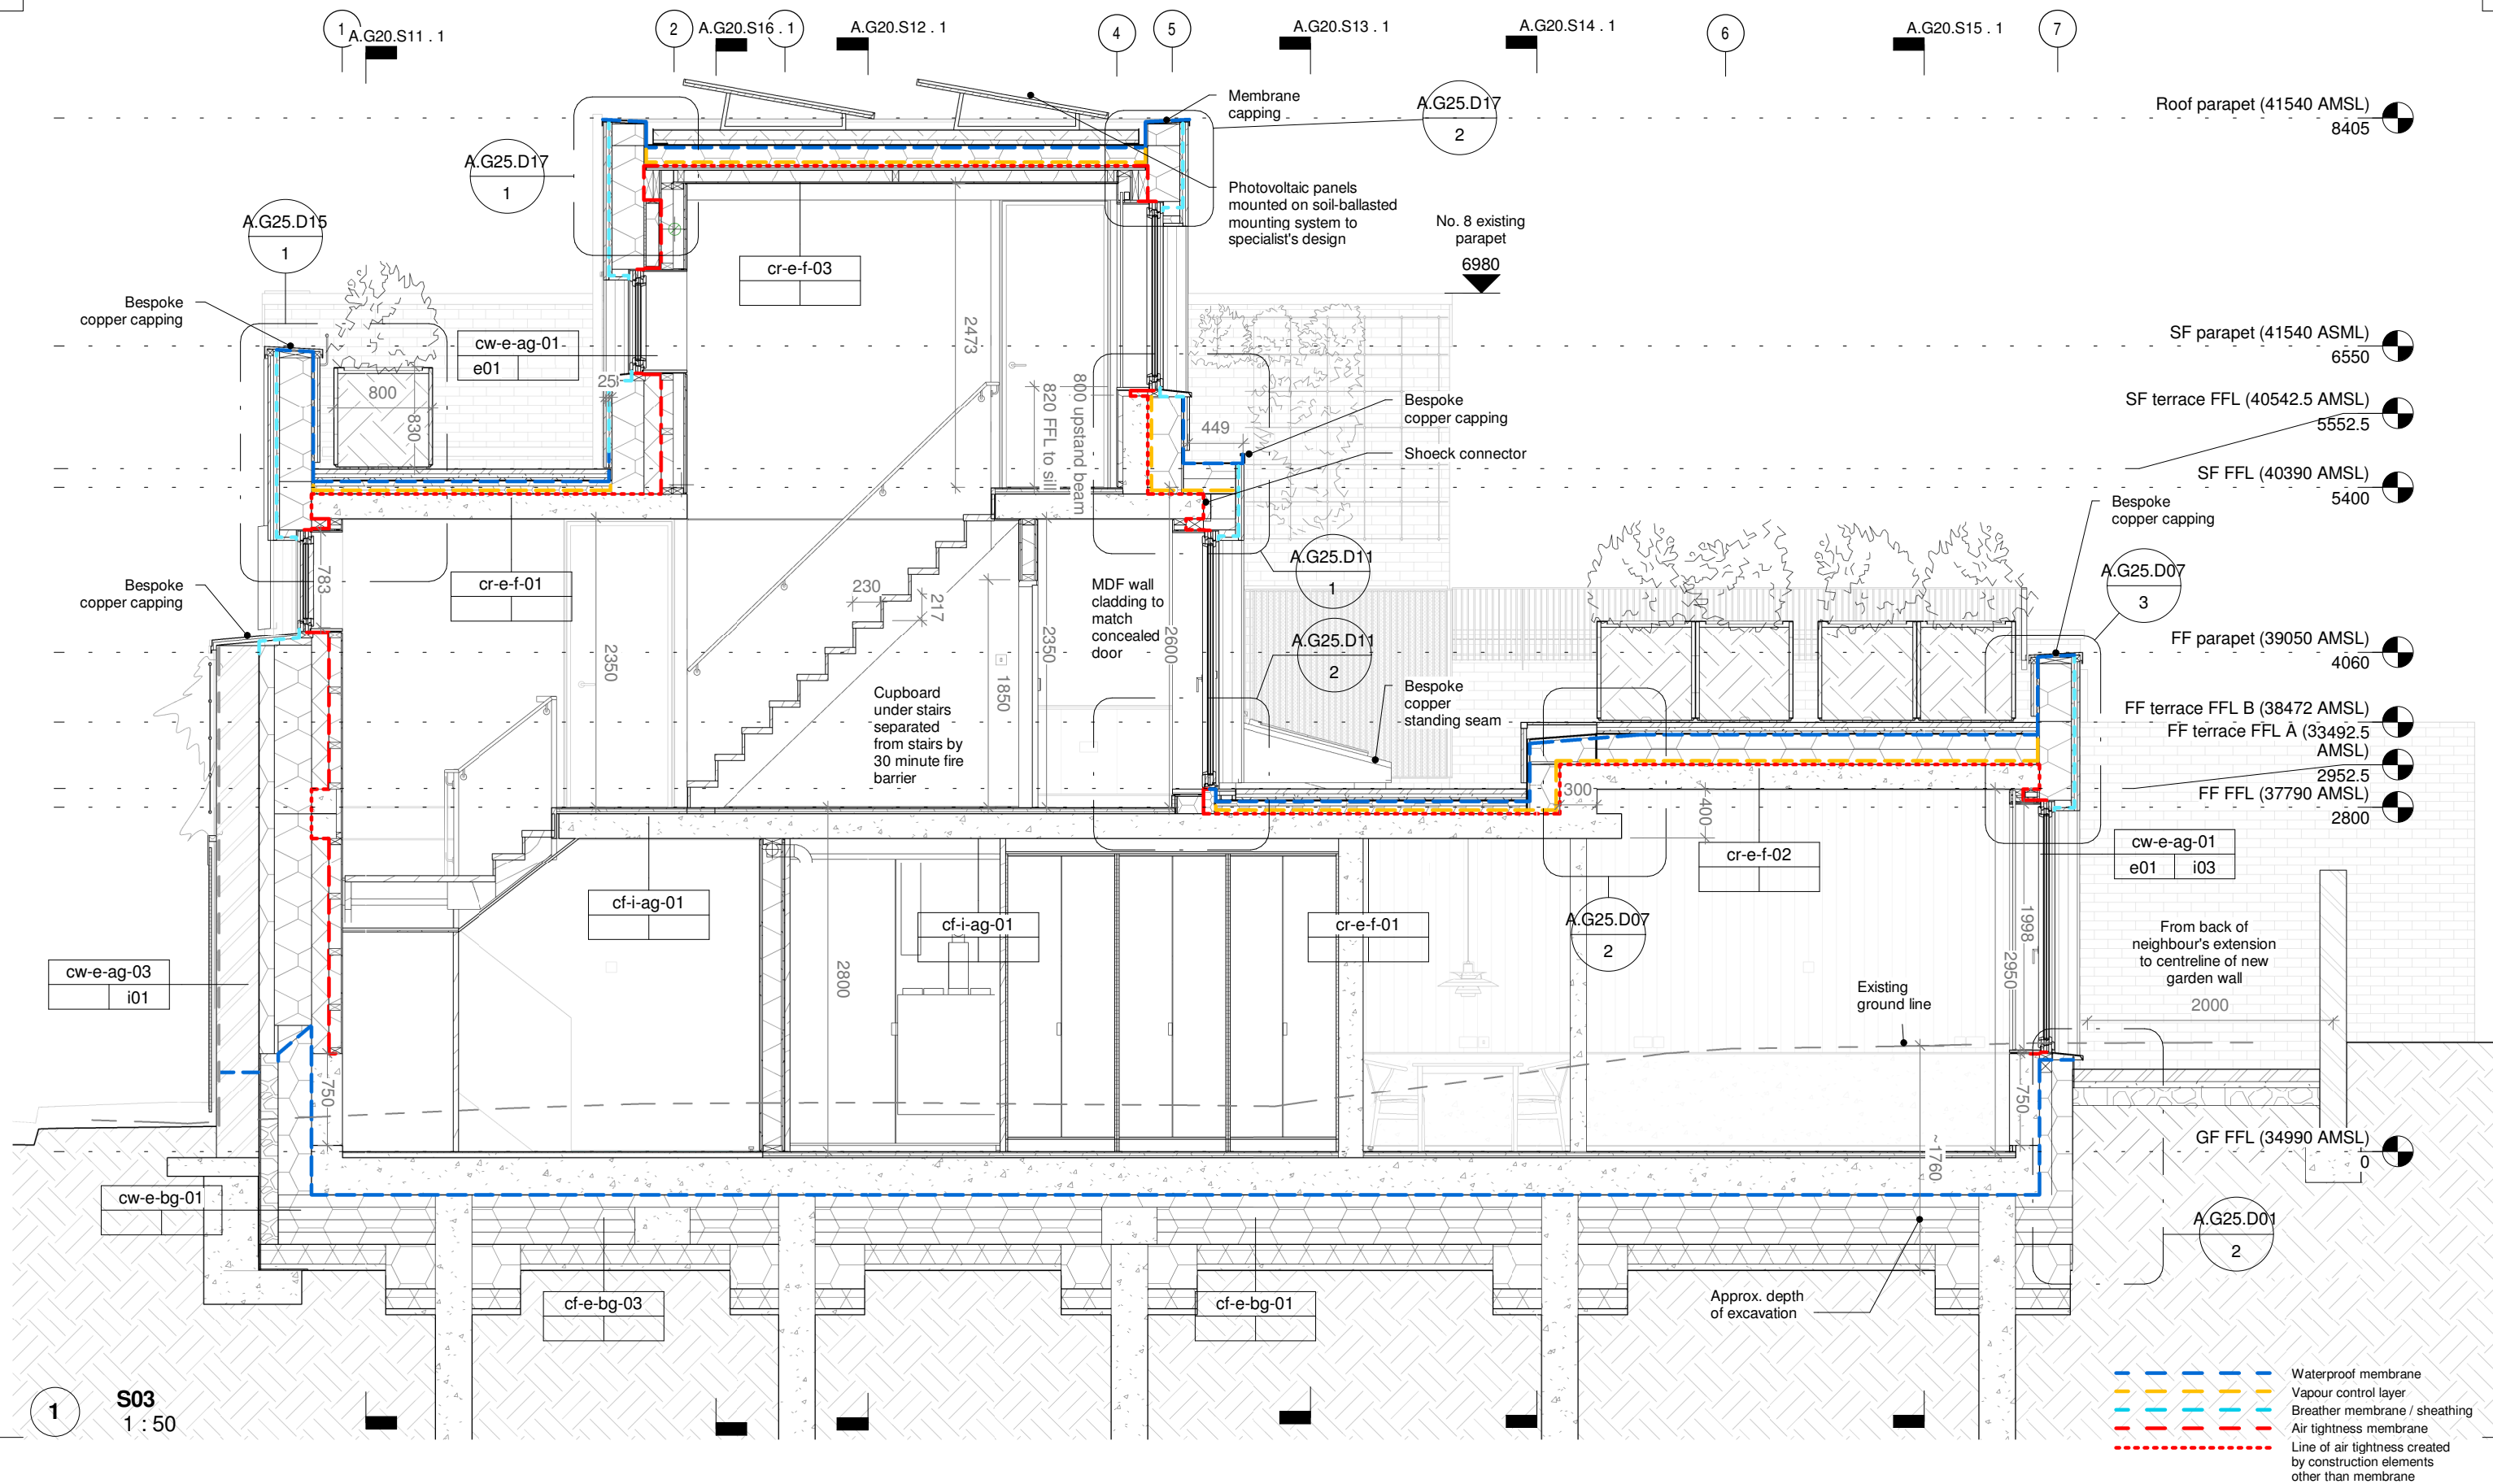 1
A.G20.S11 . 1
2
A.G20.S16 . 1
A.G20.S12 . 1
4
5
A.G20.S13 . 1
A.G20.S14 . 1
6
A.G20.S15 . 1
7
Membrane
capping
A.G25.D17
2
Roof parapet (41540 AMSL)
8405
A.G25.D17
1
Photovoltaic panels
mounted on soil-ballasted
mounting system to
specialist's design
No. 8 existing
parapet
6980
A.G25.D15
1
cr-e-f-03
Bespoke
copper capping
cw-e-ag-01
e01
2473
SF parapet (41540 ASML)
6550
800
830
25
820 FFL to sill
800 upstand beam
449
Bespoke
copper capping
Shoeck connector
SF terrace FFL (40542.5 AMSL)
5552.5
SF FFL (40390 AMSL)
5400
Bespoke
copper capping
A.G25.D11
1
A.G25.D07
3
783
cr-e-f-01
Bespoke
copper capping
230
217
MDF wall
cladding to
match
concealed
door
2350
2350
2600
1850
A.G25.D11
2
FF parapet (39050 AMSL)
4060
Cupboard
under stairs
separated
from stairs by
30 minute fire
barrier
Bespoke
copper
standing seam
FF terrace FFL B (38472 AMSL)
FF terrace FFL A (33492.5
AMSL)
2952.5
FF FFL (37790 AMSL)
2800
300
400
cr-e-f-02
cw-e-ag-01
e01
i03
cf-i-ag-01
cf-i-ag-01
cr-e-f-01
A.G25.D07
2
1998
2950
From back of
neighbour's extension
to centreline of new
garden wall
2000
cw-e-ag-03
i01
2800
Existing
ground line
750
750
~1760
GF FFL (34990 AMSL)
0
cw-e-bg-01
A.G25.D01
2
cf-e-bg-03
cf-e-bg-01
Approx. depth
of excavation
1
S03
1 : 50
Waterproof membrane
Vapour control layer
Breather membrane / sheathing
Air tightness membrane
Line of air tightness created
by construction elements
other than membrane